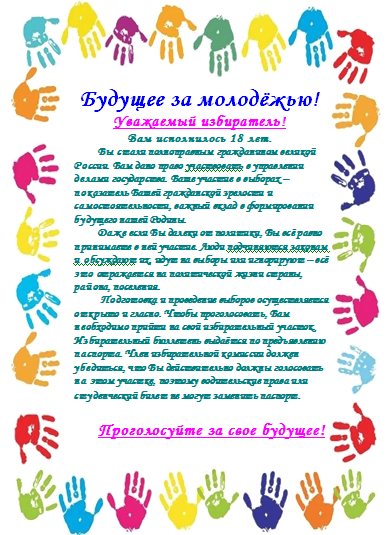 Будущее за молодёжью!
Уважаемый избиратель!
Вам исполнилось 18 лет.
Вы стали полноправным гражданином великой
России. Вам дано право участвовать в управлении
делами государства. Ваше участие в выборах –
показатель Вашей гражданской зрелости и
самостоятельности, важный вклад в формировании
будущего нашей Родины.
Даже если Вы далеки от политики, Вы всё равно
принимаете в ней участие. Люди подчиняются законам
и обсуждают их, идут на выборы или игнорируют – всё
это отражается на политической жизни страны,
района, поселения.
Подготовка и проведение выборов осуществляется
открыто и гласно. Чтобы проголосовать, Вам
необходимо прийти на свой избирательный участок.
Избирательный бюллетень выдаётся по предъявлению
паспорта. Член избирательной комиссии должен
убедиться, что Вы действительно должны голосовать
на этом участке, поэтому водительские права или
студенческий билет не могут заменить паспорт.
Проголосуйте за свое будущее!